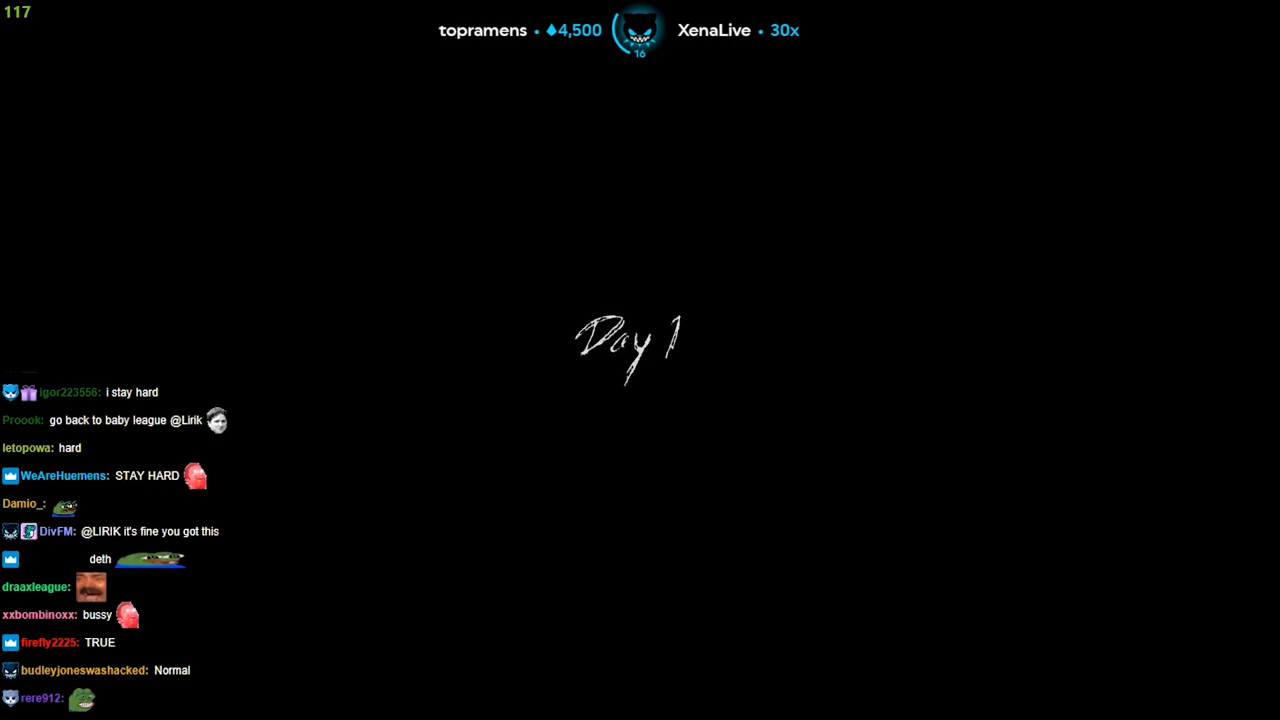 117
topramens • 4,500
16
XenaLive • 30x
Day 1
igor223556: i stay hard
Proook: go back to baby league @Lirik
letopowa: hard
WeAreHuemens: STAY HARD
Damio_:
DivFM: @LIRIK it's fine you got this
deth
draaxleague:
xxbombinoxx: bussy
firefly2225: TRUE
budleyjoneswashacked: Normal
rere912: